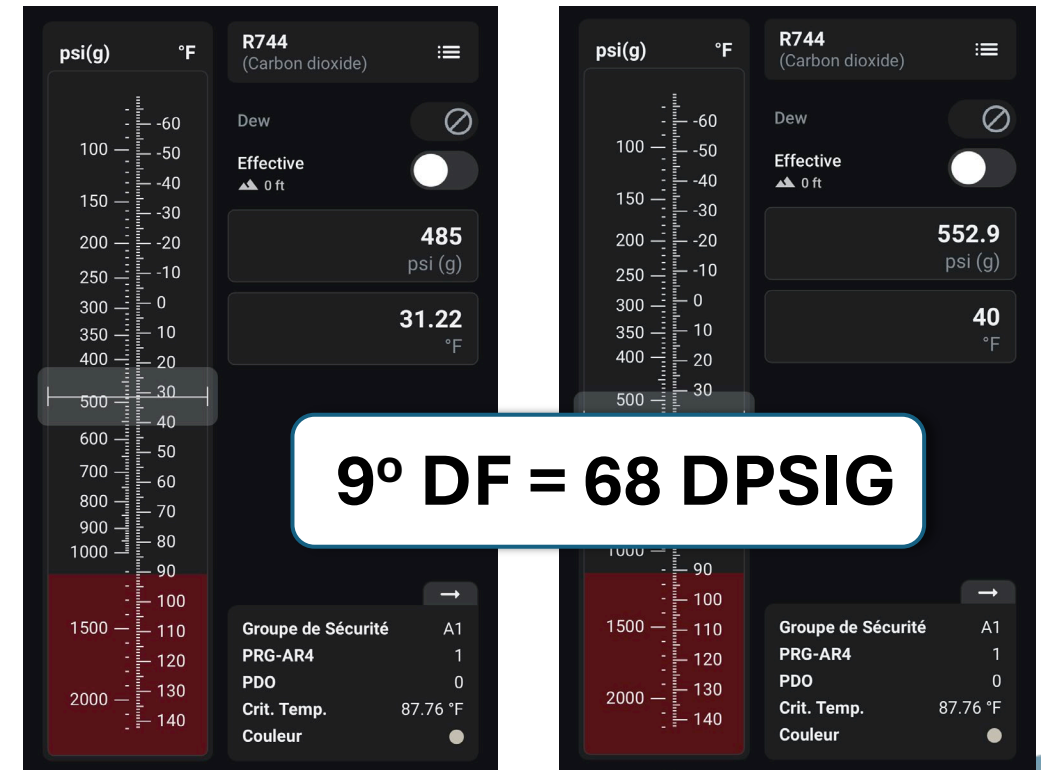 psi(g) °F
R744
(Carbon dioxide)
Dew
Effective
0 ft
485
psi (g)
31.22
°F
-60
100
-50
-40
150
-30
200
-20
250
-10
300
0
350
10
400
20
30
500
40
600
50
700
60
800
70
900
80
1000
90
100
1500
110
120
2000
130
140
Groupe de Sécurité A1
PRG-AR4 1
PDO 0
Crit. Temp. 87.76 °F
Couleur
psi(g) °F
R744
(Carbon dioxide)
Dew
Effective
0 ft
552.9
psi (g)
40
°F
-60
100
-50
-40
150
-30
200
-20
250
-10
300
0
350
10
400
20
30
500
9º DF = 68 DPSIG
1000
90
100
1500
110
120
2000
130
140
Groupe de Sécurité A1
PRG-AR4 1
PDO 0
Crit. Temp. 87.76 °F
Couleur